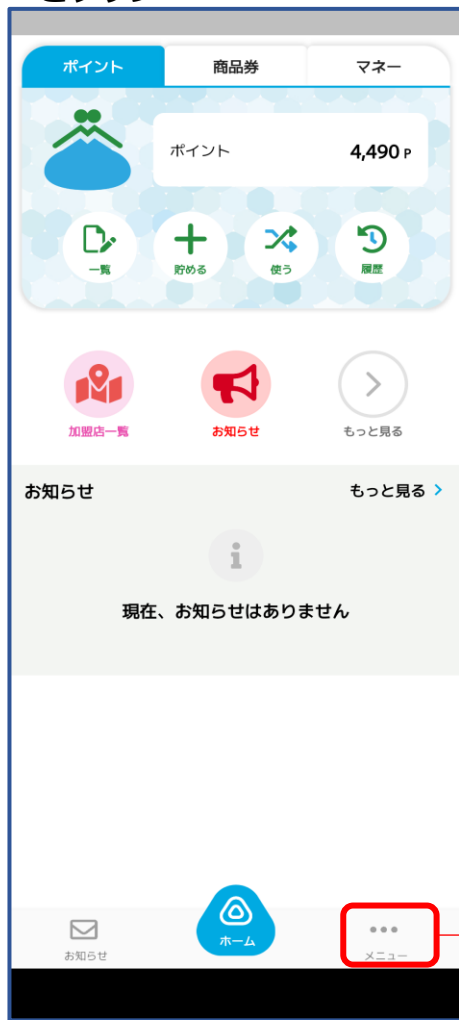 ポイント 商品券 マネー
ポイント 4,490 P
一覧 貯める 使う 履歴
加盟店一覧 お知らせ もっと見る
お知らせ もっと見る
現在、お知らせはありません
お知らせ ホーム メニュー